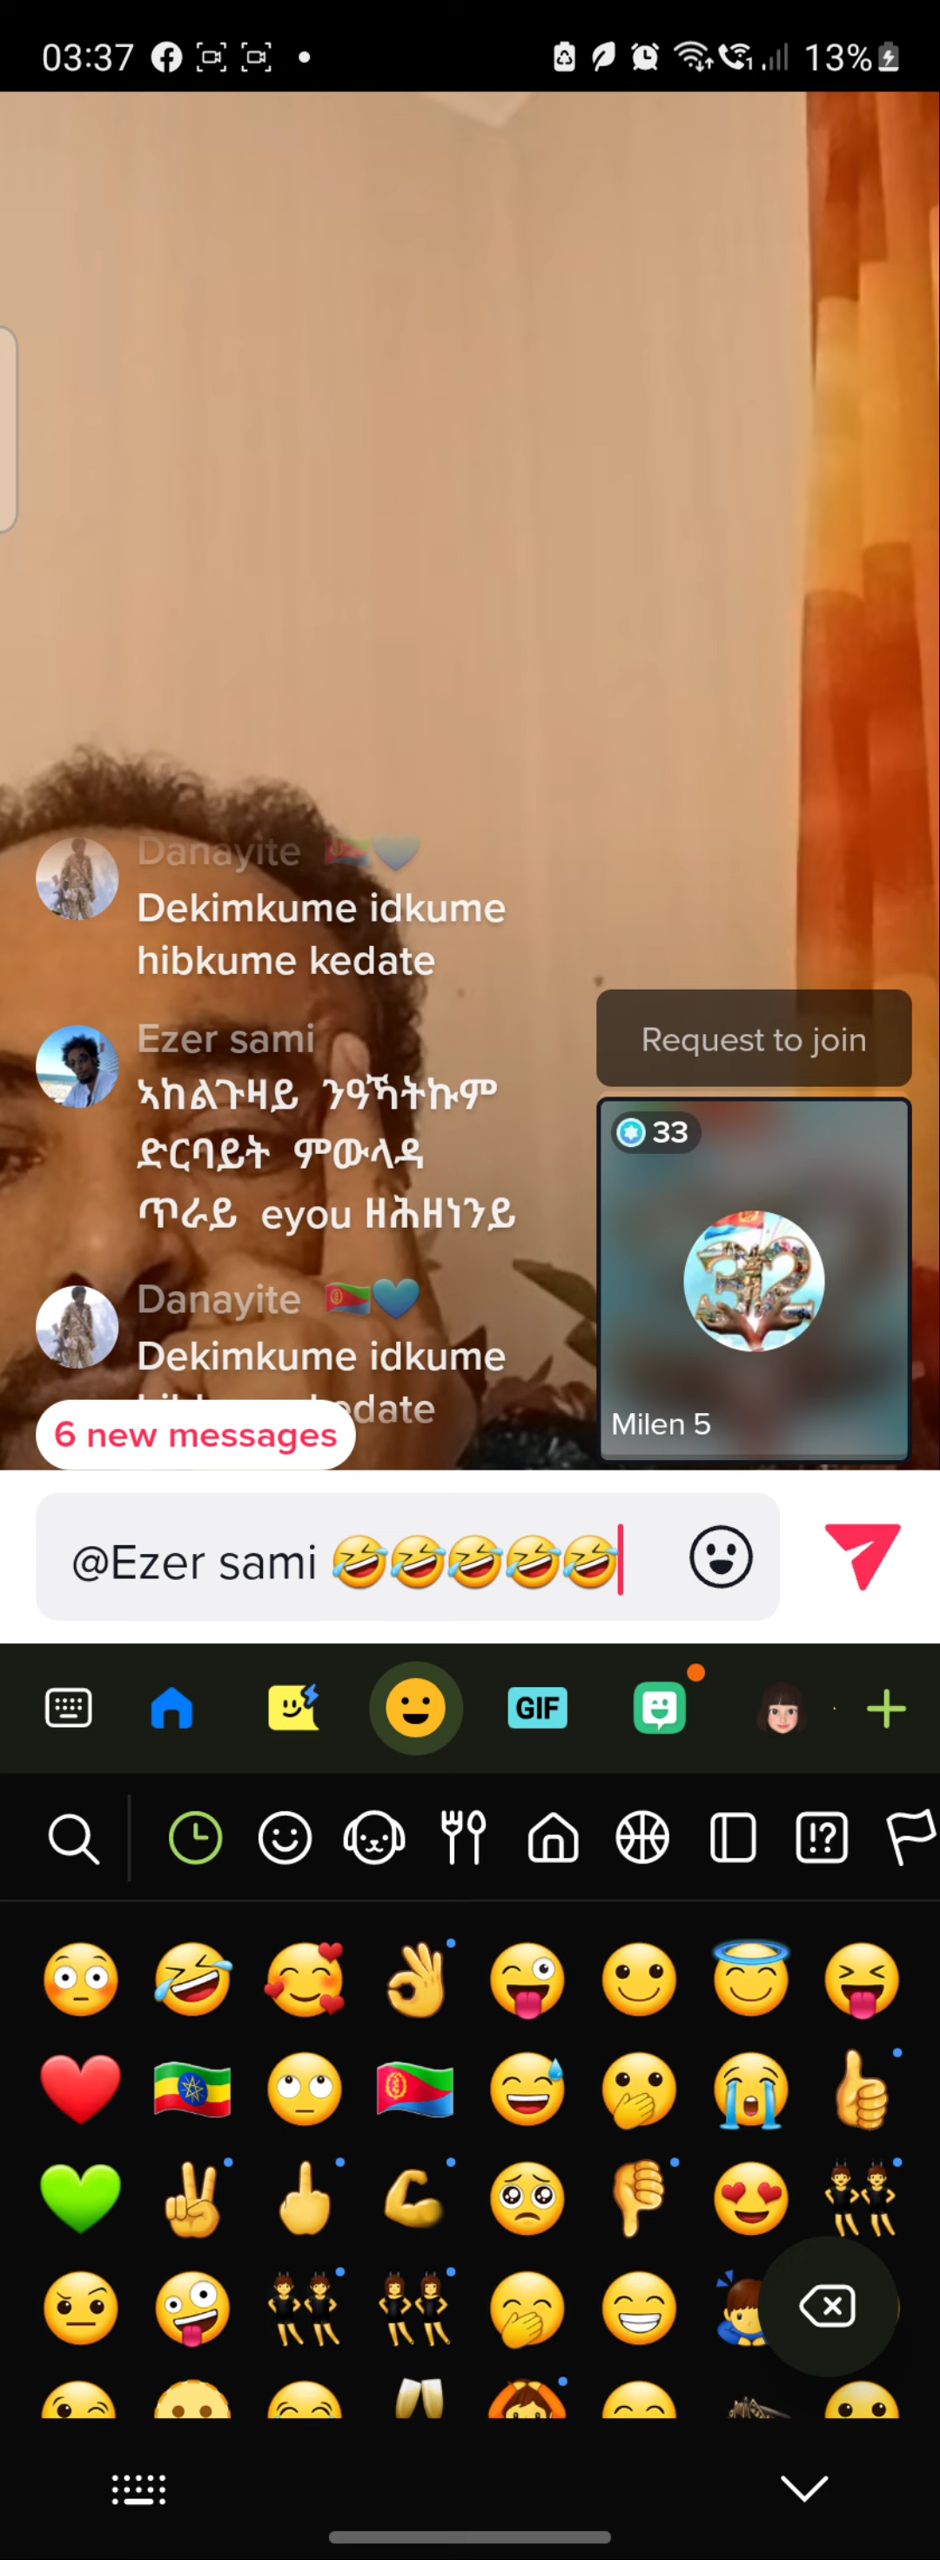 03:37
13%
Danayite 🇪🇷💙
Dekimkume idkume
hibkume kedate
Ezer sami
ኣከልጉዛይ ንዓኻትኩም
ድርባይት ምውላዳ
ጥራይ eyou ዘሕዘነንይ
Danayite 🇪🇷💙
Dekimkume idkume
6 new messages
Request to join
33
32
Milen 5
@Ezer sami 🤣🤣🤣🤣🤣
GIF
!?